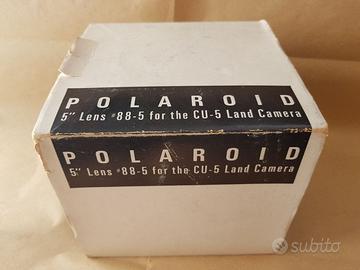 POLAROID
5" Lens #88-5 for the CU-5 Land Camera
POLAROID
5" Lens #88-5 for the CU-5 Land Camera
subito